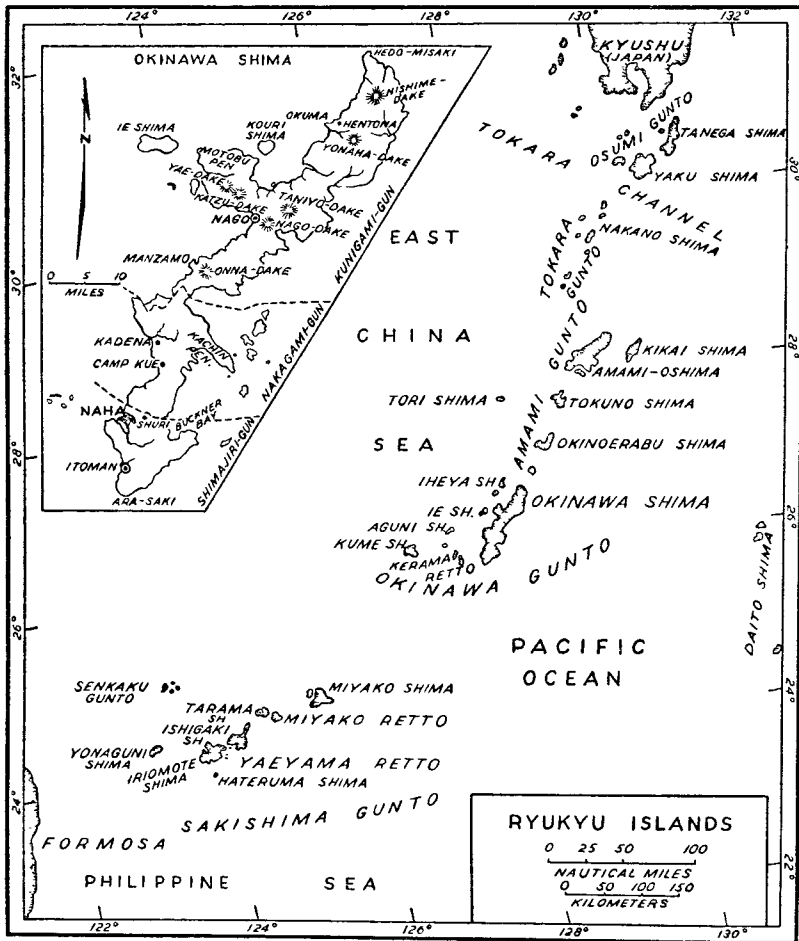 124°
126°
128°
130°
132°
OKINAWA SHIMA
HEDO-MISAKI
NISHIME-
DAKE
OKUMA
HENTONA
YONAHA-DAKE
IE SHIMA
KOURI
SHIMA
MOTOBU
PEN
YAE-DAKE
KATZU-DAKE
TANIYO-DAKE
NAGO
NAGO-DAKE
MANZAMO
ONNA-DAKE
N
0 5 10
MILES
KADENA
CAMP KUE
KACHIN
PEN.
NAHA
SHURI
BUCKNER
BAY
ITOMAN
ARA-SAKI
KUNIGAMI-GUN
NAKAGAMI-GUN
SHIMAJIRI-GUN
KYUSHU
(JAPAN)
OSUMI GUNTO
TANEGA SHIMA
YAKU SHIMA
TOKARA
CHANNEL
TOKARA
GUNTO
NAKANO SHIMA
EAST
CHINA
SEA
AMAMI GUNTO
KIKAI SHIMA
AMAMI-OSHIMA
TORI SHIMA
TOKUNO SHIMA
OKINOERABU SHIMA
IHEYA SH.
OKINAWA SHIMA
IE SH.
AGUNI SH.
KUME SH.
KERAMA
RETTO
OKINAWA GUNTO
DAITO SHIMA
PACIFIC
OCEAN
SENKAKU
GUNTO
MIYAKO SHIMA
TARAMA
SH
MIYAKO RETTO
ISHIGAKI
SH.
YONAGUNI
SHIMA
YAEYAMA RETTO
IRIOMOTE
SHIMA
HATERUMA SHIMA
SAKISHIMA GUNTO
FORMOSA
PHILIPPINE SEA
RYUKYU ISLANDS
0 25 50 100
NAUTICAL MILES
0 50 100 150
KILOMETERS
32°
30°
28°
26°
24°
30°
28°
26°
24°
22°
122°
124°
126°
128°
130°